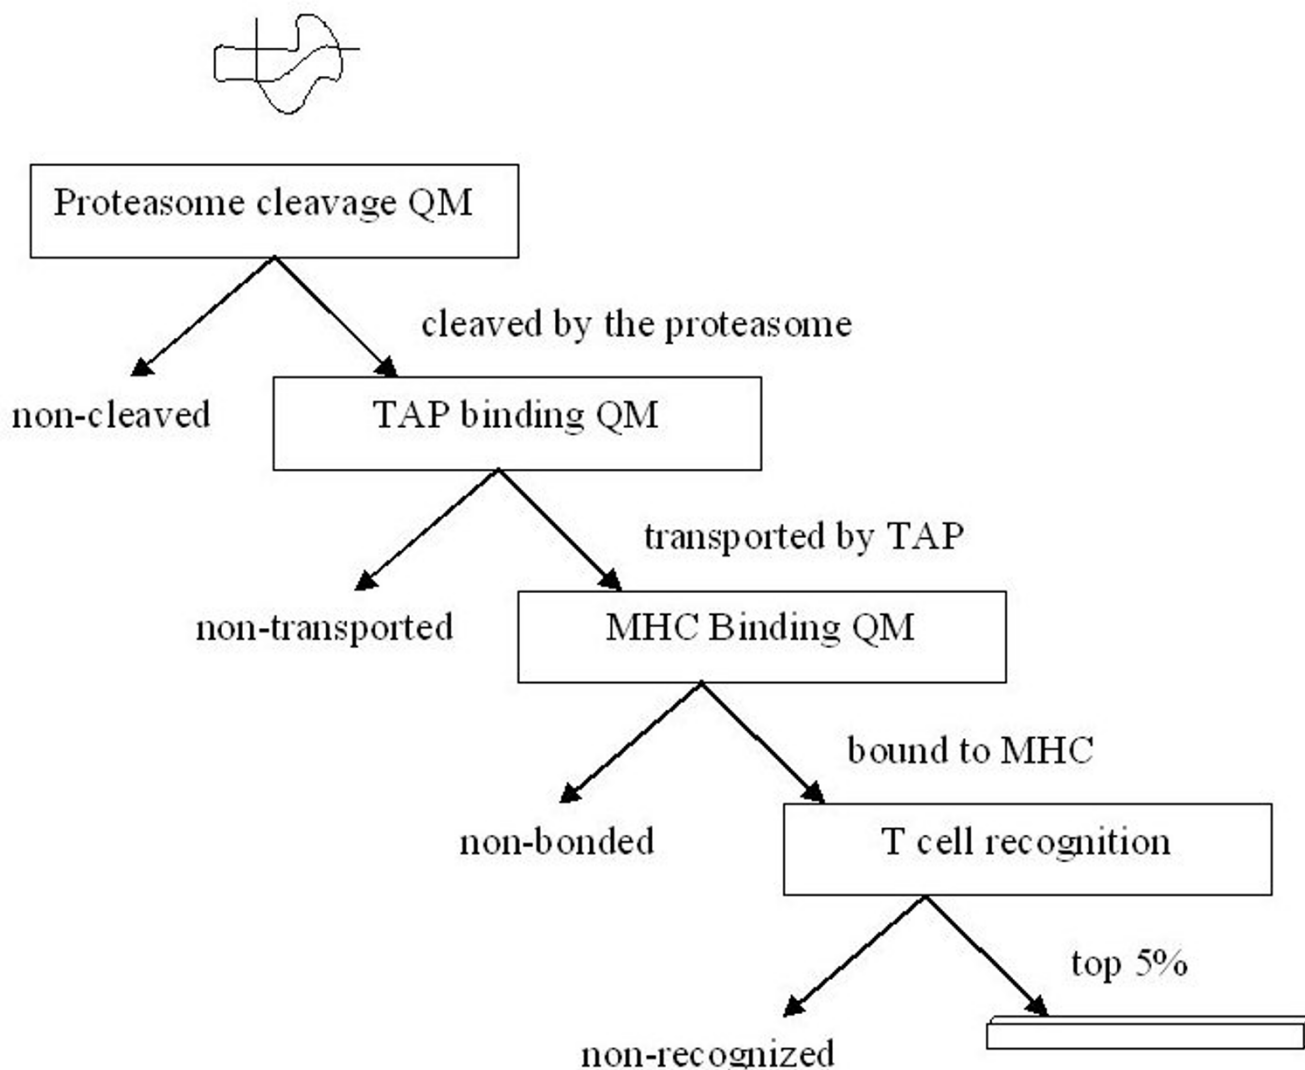 Proteasome cleavage QM
cleaved by the proteasome
non-cleaved
TAP binding QM
transported by TAP
non-transported
MHC Binding QM
bound to MHC
non-bonded
T cell recognition
top 5%
non-recognized